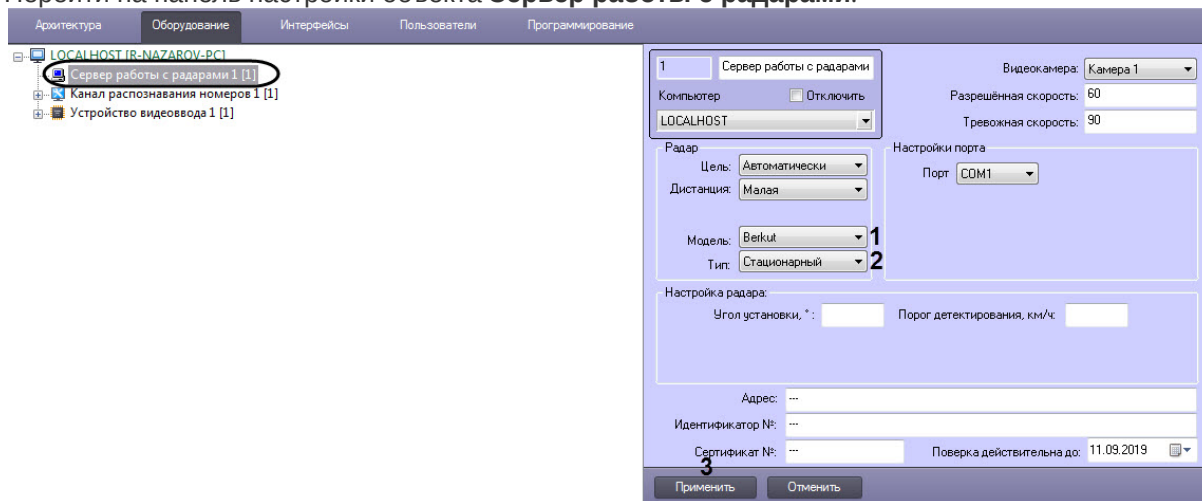 Перейти на панель настройки объекта Сервер работы с радарами.
Архитектура Оборудование Интерфейсы Пользователи Программирование
LOCALHOST [R-NAZAROV-PC]
Сервер работы с радарами 1 [1]
Канал распознавания номеров 1 [1]
Устройство видеоввода 1 [1]
1 Сервер работы с радарами
Компьютер Отключить
LOCALHOST
Видеокамера: Камера 1
Разрешённая скорость: 60
Тревожная скорость: 90
Радар
Цель: Автоматически
Дистанция: Малая
Модель: Berkut 1
Тип: Стационарный 2
Настройки порта
Порт COM1
Настройка радара:
Угол установки, ° : Порог детектирования, км/ч:
Адрес: ---
Идентификатор №: ---
Сертификат №: --- Поверка действительна до: 11.09.2019
3
Применить Отменить